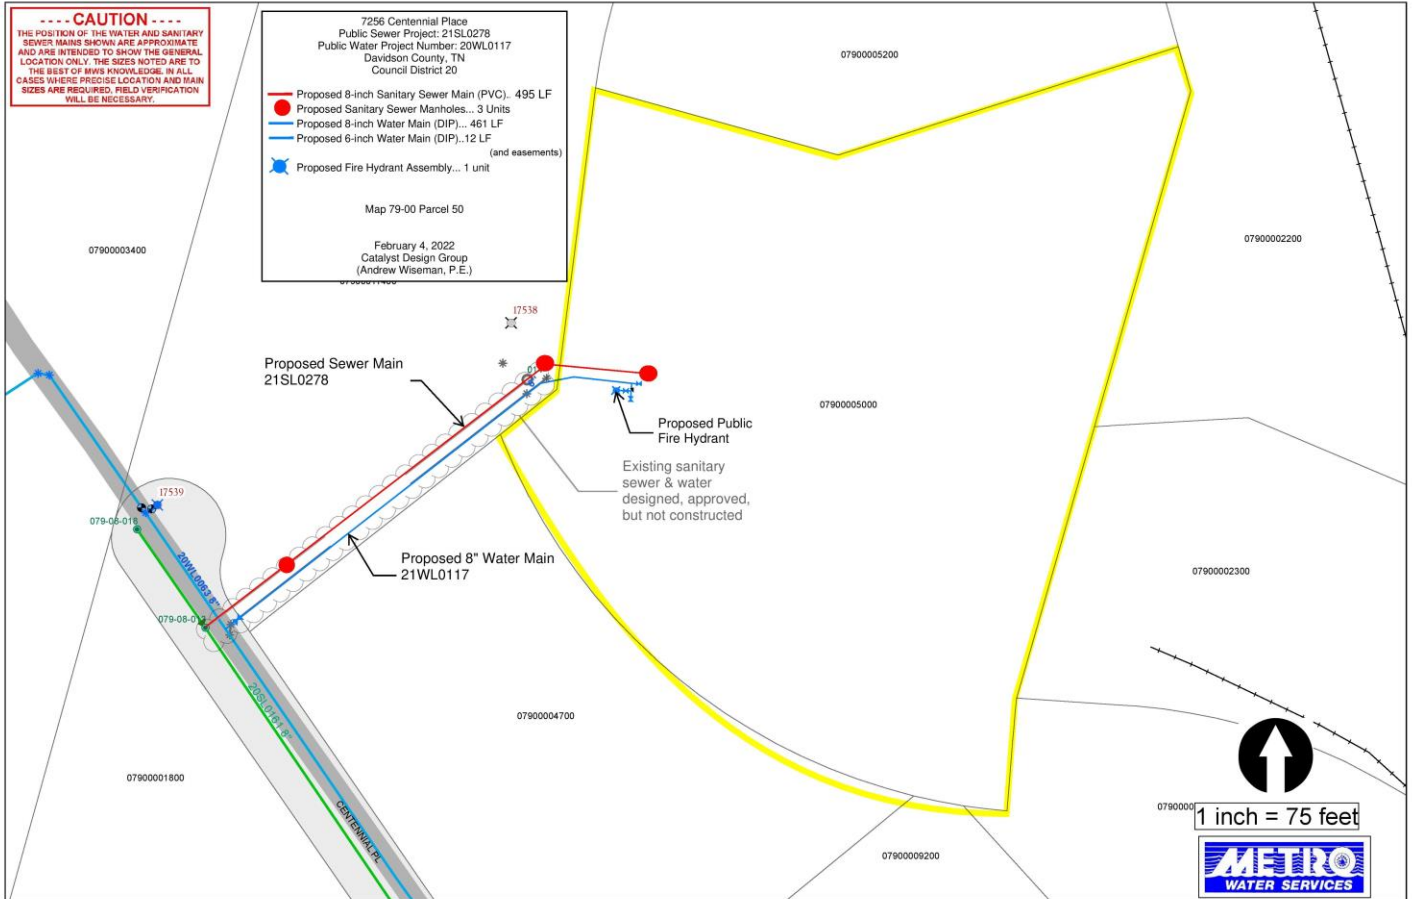 - - - - CAUTION - - - -
THE POSITION OF THE WATER AND SANITARY
SEWER MAINS SHOWN ARE APPROXIMATE
AND ARE INTENDED TO SHOW THE GENERAL
LOCATION ONLY. THE SIZES NOTED ARE TO
THE BEST OF MWS KNOWLEDGE. IN ALL
CASES WHERE PRECISE LOCATION AND MAIN
SIZES ARE REQUIRED, FIELD VERIFICATION
WILL BE NECESSARY.
7256 Centennial Place
Public Sewer Project: 21SL0278
Public Water Project Number: 20WL0117
Davidson County, TN
Council District 20
Proposed 8-inch Sanitary Sewer Main (PVC).. 495 LF
Proposed Sanitary Sewer Manholes... 3 Units
Proposed 8-inch Water Main (DIP)... 461 LF
Proposed 6-inch Water Main (DIP)..12 LF
(and easements)
Proposed Fire Hydrant Assembly... 1 unit
Map 79-00 Parcel 50
February 4, 2022
Catalyst Design Group
(Andrew Wiseman, P.E.)
07900005200
07900003400
07900002200
17538
Proposed Sewer Main
21SL0278
07900005000
Proposed Public
Fire Hydrant
Existing sanitary
sewer & water
designed, approved,
but not constructed
17539
079-08-018
Proposed 8" Water Main
21WL0117
20WL0063 8"
07900002300
20SL0161 8"
07900004700
07900001800
CENTENNIAL PL
07900009200
1 inch = 75 feet
METRO
WATER SERVICES